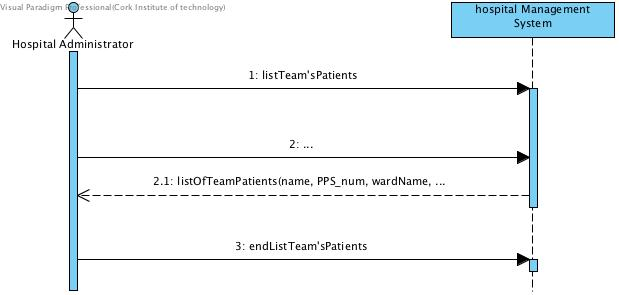 Visual Paradigm Professional(Cork Institute of technology)
hospital Management
System
Hospital Administrator
1: listTeam'sPatients
2: ...
2.1: listOfTeamPatients(name, PPS_num, wardName, ...
3: endListTeam'sPatients